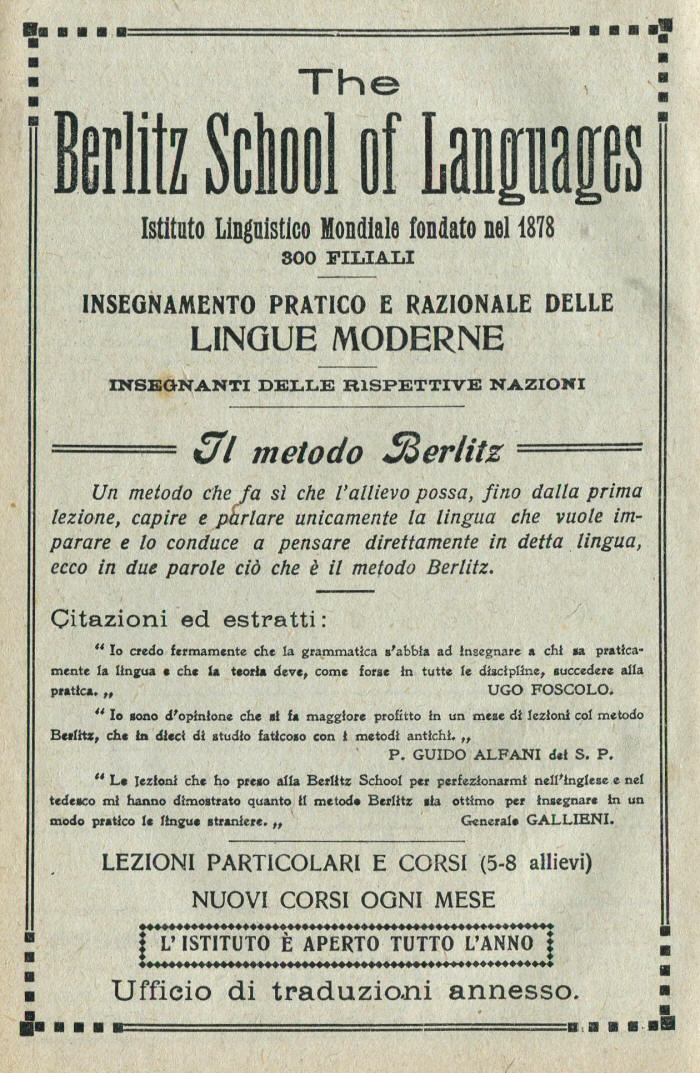 The
Berlitz School of Languages
Istituto Linguistico Mondiale fondato nel 1878
300 FILIALI
INSEGNAMENTO PRATICO E RAZIONALE DELLE
LINGUE MODERNE
INSEGNANTI DELLE RISPETTIVE NAZIONI
Il metodo Berlitz
Un metodo che fa sì che l'allievo possa, fino dalla prima
lezione, capire e parlare unicamente la lingua che vuole im-
parare e lo conduce a pensare direttamente in detta lingua,
ecco in due parole ciò che è il metodo Berlitz.
Citazioni ed estratti:
“ Io credo fermamente che la grammatica s'abbia ad insegnare a chi sa pratica-
mente la lingua e che la teoria deve, come forse in tutte le discipline, succedere alla
pratica. „ UGO FOSCOLO.
“ Io sono d'opinione che si fa maggiore profitto in un mese di lezioni col metodo
Berlitz, che in dieci di studio faticoso con i metodi antichi. „
P. GUIDO ALFANI dei S. P.
“ Le lezioni che ho preso alla Berlitz School per perfezionarmi nell'inglese e nel
tedesco mi hanno dimostrato quanto il metodo Berlitz sia ottimo per insegnare in un
modo pratico le lingue straniere. „ Generale GALLIENI.
LEZIONI PARTICOLARI E CORSI (5-8 allievi)
NUOVI CORSI OGNI MESE
L'ISTITUTO È APERTO TUTTO L'ANNO
Ufficio di traduzioni annesso.